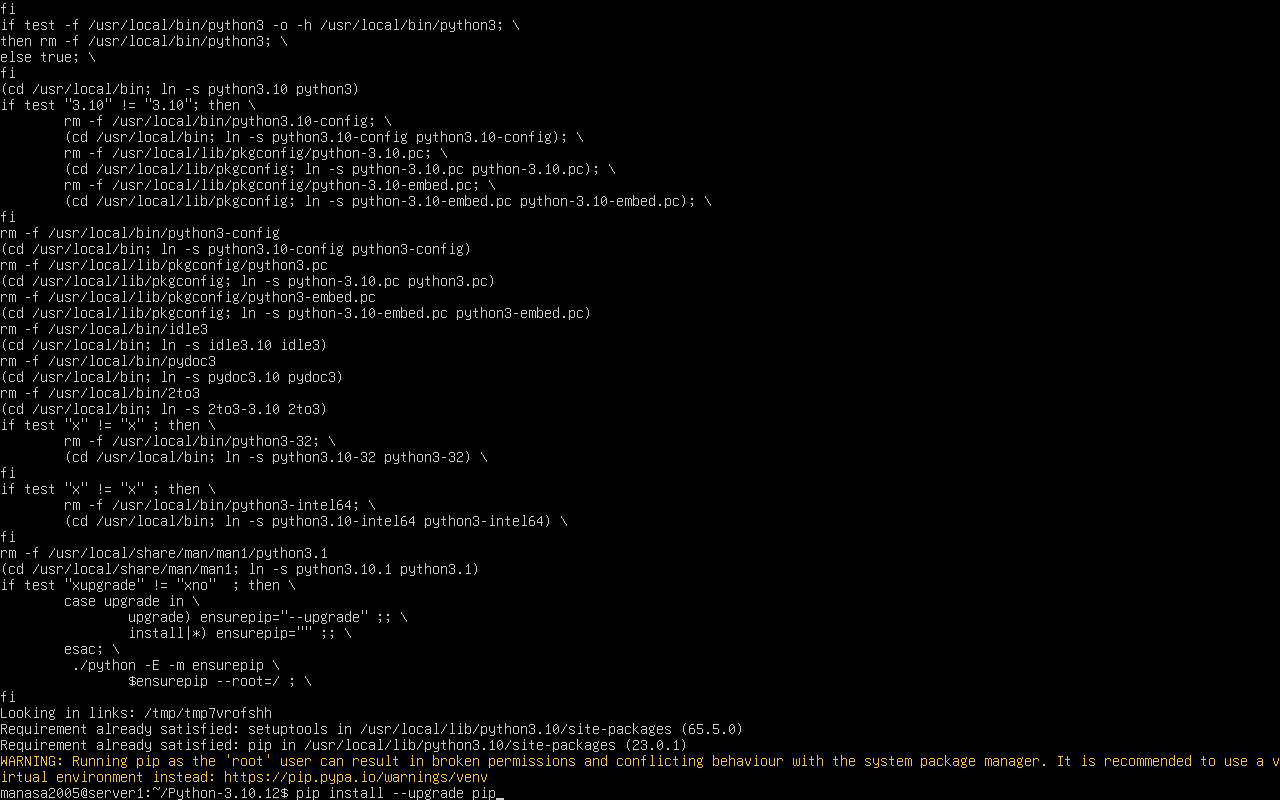 fi
if test -f /usr/local/bin/python3 -o -h /usr/local/bin/python3; \
then rm -f /usr/local/bin/python3; \
else true; \
fi
(cd /usr/local/bin; ln -s python3.10 python3)
if test "3.10" != "3.10"; then \
        rm -f /usr/local/bin/python3.10-config; \
        (cd /usr/local/bin; ln -s python3.10-config python3.10-config); \
        rm -f /usr/local/lib/pkgconfig/python-3.10.pc; \
        (cd /usr/local/lib/pkgconfig; ln -s python-3.10.pc python-3.10.pc); \
        rm -f /usr/local/lib/pkgconfig/python-3.10-embed.pc; \
        (cd /usr/local/lib/pkgconfig; ln -s python-3.10-embed.pc python-3.10-embed.pc); \
fi
rm -f /usr/local/bin/python3-config
(cd /usr/local/bin; ln -s python3.10-config python3-config)
rm -f /usr/local/lib/pkgconfig/python3.pc
(cd /usr/local/lib/pkgconfig; ln -s python-3.10.pc python3.pc)
rm -f /usr/local/lib/pkgconfig/python3-embed.pc
(cd /usr/local/lib/pkgconfig; ln -s python-3.10-embed.pc python3-embed.pc)
rm -f /usr/local/bin/idle3
(cd /usr/local/bin; ln -s idle3.10 idle3)
rm -f /usr/local/bin/pydoc3
(cd /usr/local/bin; ln -s pydoc3.10 pydoc3)
rm -f /usr/local/bin/2to3
(cd /usr/local/bin; ln -s 2to3-3.10 2to3)
if test "x" != "x" ; then \
        rm -f /usr/local/bin/python3-32; \
        (cd /usr/local/bin; ln -s python3.10-32 python3-32) \
fi
if test "x" != "x" ; then \
        rm -f /usr/local/bin/python3-intel64; \
        (cd /usr/local/bin; ln -s python3.10-intel64 python3-intel64) \
fi
rm -f /usr/local/share/man/man1/python3.1
(cd /usr/local/share/man/man1; ln -s python3.10.1 python3.1)
if test "xupgrade" != "xno"  ; then \
        case upgrade in \
                upgrade) ensurepip="--upgrade" ;; \
                install|*) ensurepip="" ;; \
        esac; \
         ./python -E -m ensurepip \
                $ensurepip --root=/ ; \
fi
Looking in links: /tmp/tmp7vrofshh
Requirement already satisfied: setuptools in /usr/local/lib/python3.10/site-packages (65.5.0)
Requirement already satisfied: pip in /usr/local/lib/python3.10/site-packages (23.0.1)
WARNING: Running pip as the 'root' user can result in broken permissions and conflicting behaviour with the system package manager. It is recommended to use a v
irtual environment instead: https://pip.pypa.io/warnings/venv
manasa2005@server1:~/Python-3.10.12$ pip install --upgrade pip